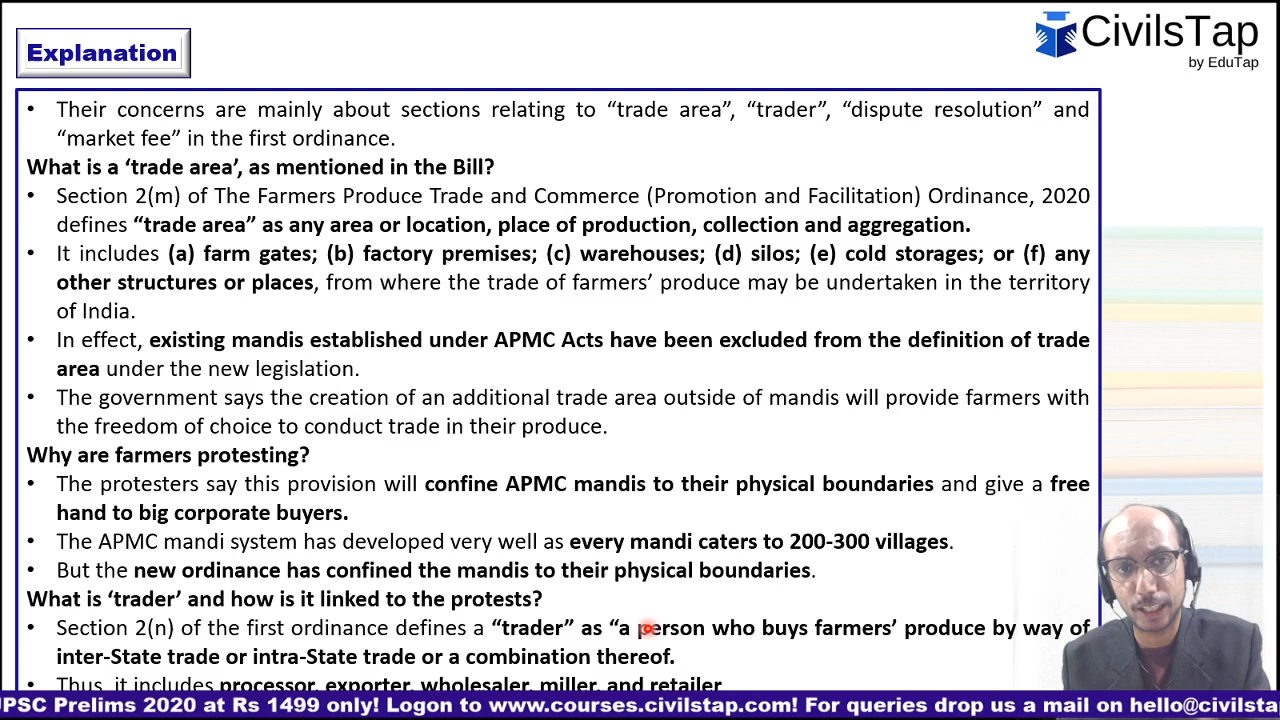 Explanation
CivilsTap
by EduTap
• Their concerns are mainly about sections relating to “trade area”, “trader”, “dispute resolution” and
“market fee” in the first ordinance.
What is a ‘trade area’, as mentioned in the Bill?
• Section 2(m) of The Farmers Produce Trade and Commerce (Promotion and Facilitation) Ordinance, 2020
defines “trade area” as any area or location, place of production, collection and aggregation.
• It includes (a) farm gates; (b) factory premises; (c) warehouses; (d) silos; (e) cold storages; or (f) any
other structures or places, from where the trade of farmers’ produce may be undertaken in the territory
of India.
• In effect, existing mandis established under APMC Acts have been excluded from the definition of trade
area under the new legislation.
• The government says the creation of an additional trade area outside of mandis will provide farmers with
the freedom of choice to conduct trade in their produce.
Why are farmers protesting?
• The protesters say this provision will confine APMC mandis to their physical boundaries and give a free
hand to big corporate buyers.
• The APMC mandi system has developed very well as every mandi caters to 200-300 villages.
• But the new ordinance has confined the mandis to their physical boundaries.
What is ‘trader’ and how is it linked to the protests?
• Section 2(n) of the first ordinance defines a “trader” as “a person who buys farmers’ produce by way of
inter-State trade or intra-State trade or a combination thereof.
• Thus, it includes processor, exporter, wholesaler, miller, and retailer
UPSC Prelims 2020 at Rs 1499 only! Logon to www.courses.civilstap.com! For queries drop us a mail on hello@civilsta